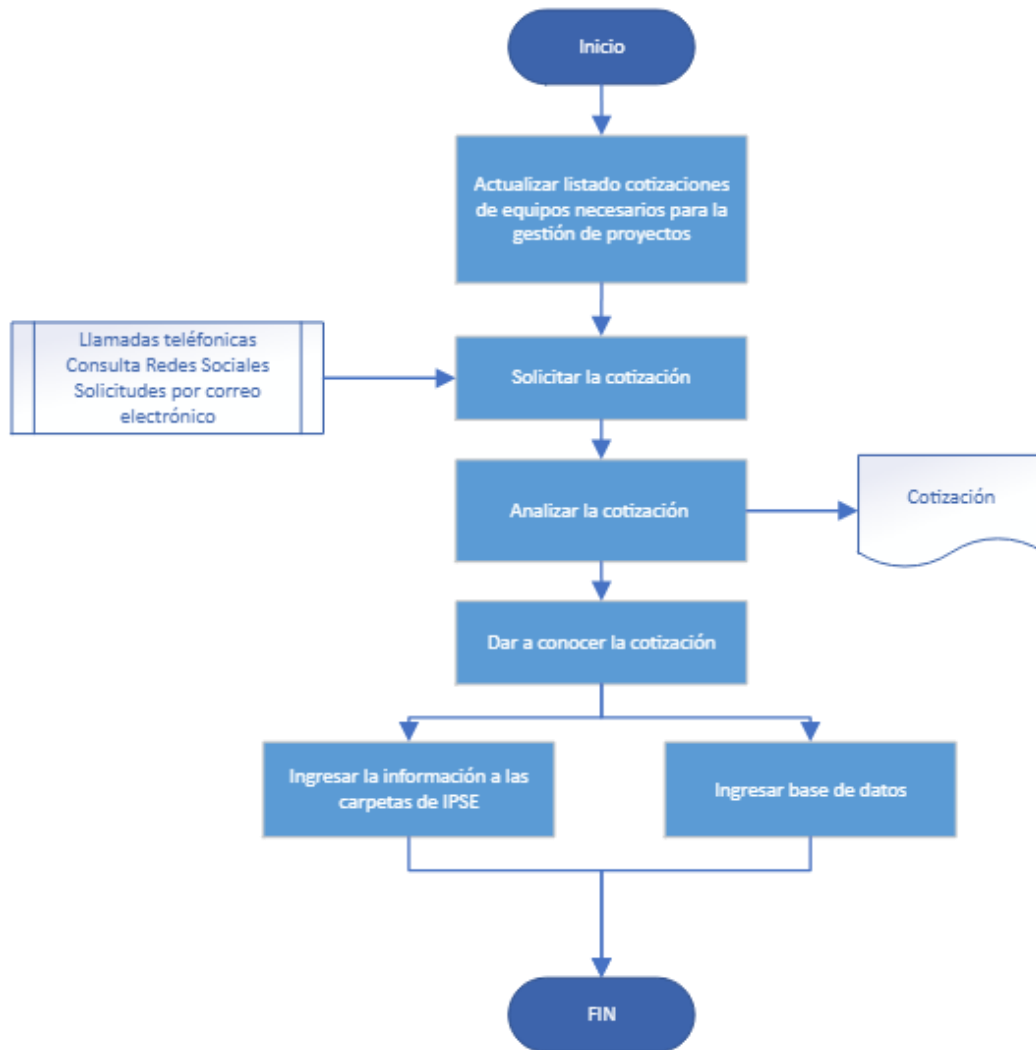 Inicio
Actualizar listado cotizaciones
de equipos necesarios para la
gestión de proyectos
Llamadas teléfonicas
Consulta Redes Sociales
Solicitudes por correo
electrónico
Solicitar la cotización
Analizar la cotización
Cotización
Dar a conocer la cotización
Ingresar la información a las
carpetas de IPSE
Ingresar base de datos
FIN